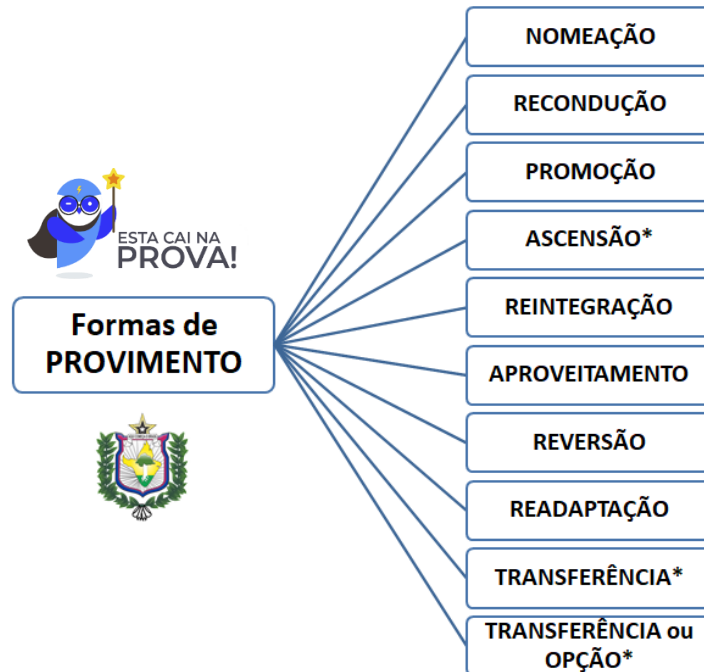 NOMEAÇÃO
RECONDUÇÃO
PROMOÇÃO
ASCENSÃO*
ESTA CAI NA
PROVA!
REINTEGRAÇÃO
Formas de
PROVIMENTO
APROVEITAMENTO
REVERSÃO
READAPTAÇÃO
TRANSFERÊNCIA*
TRANSFERÊNCIA ou
OPÇÃO*